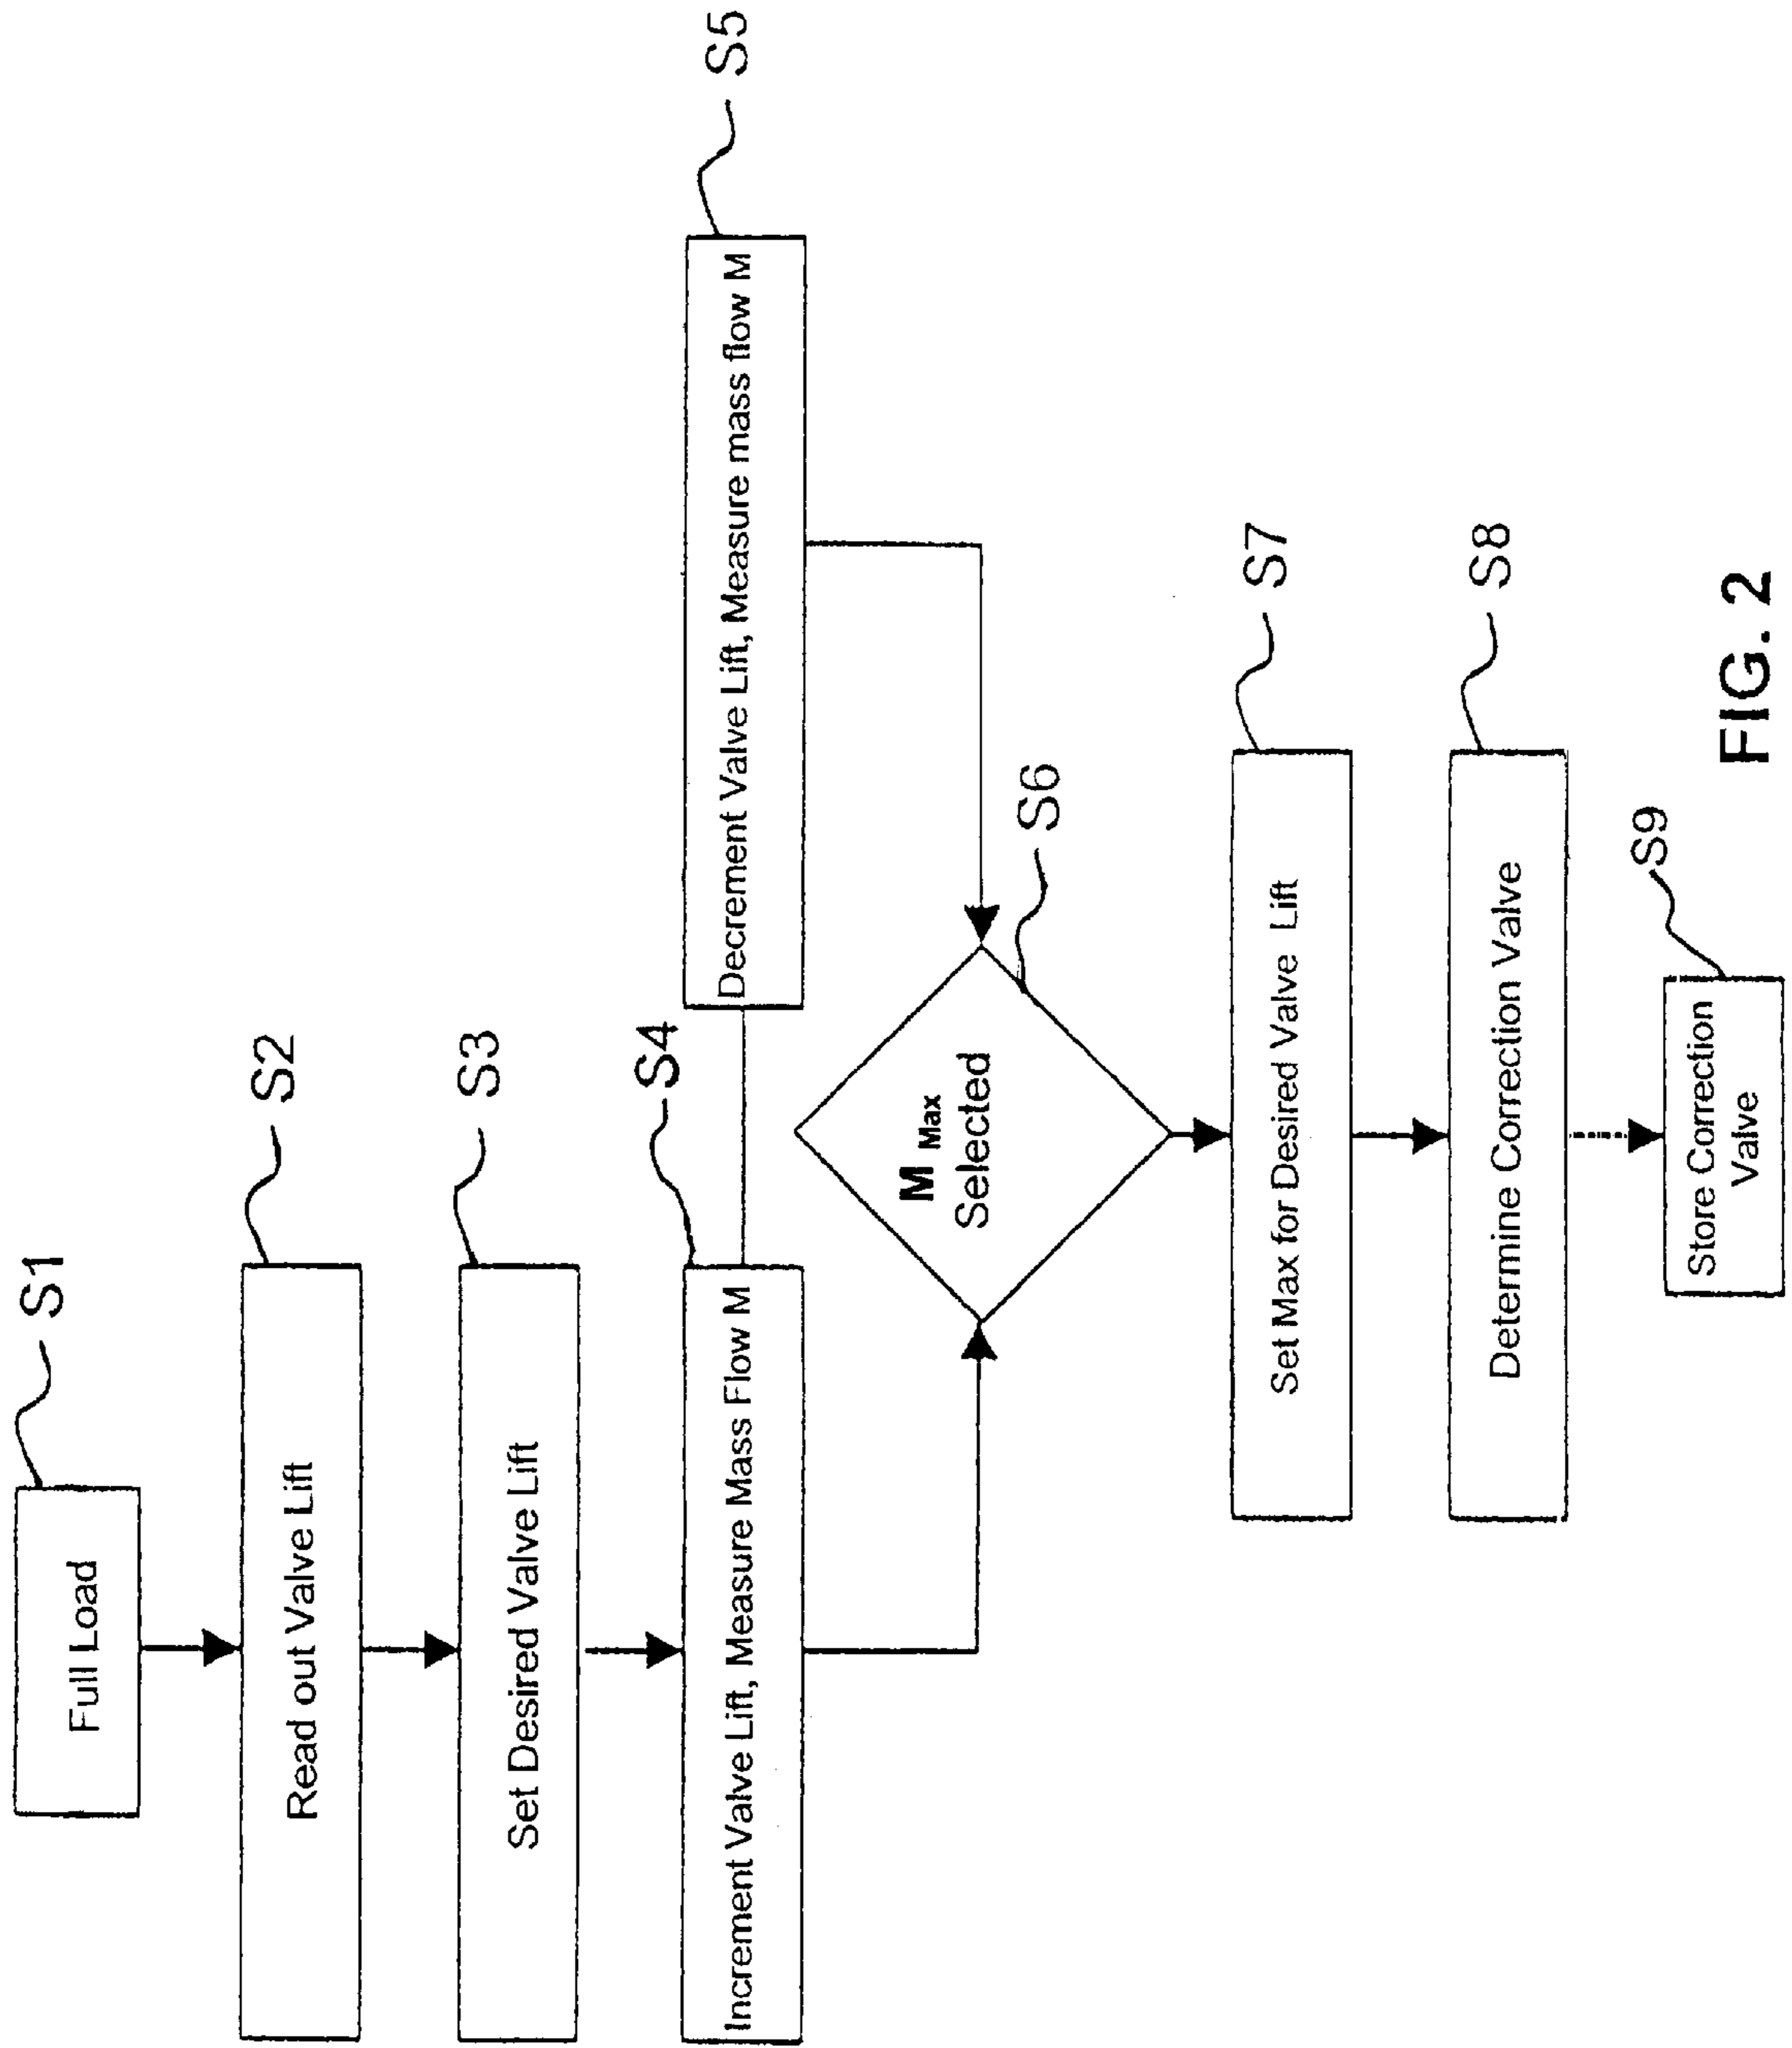 Full Load
S1
Read out Valve Lift
S2
Set Desired Valve Lift
S3
Increment Valve Lift, Measure Mass Flow M
S4
Decrement Valve Lift, Measure mass flow M
S5
M Max
Selected
S6
Set Max for Desired Valve Lift
S7
Determine Correction Valve
S8
Store Correction
Valve
S9
FIG. 2